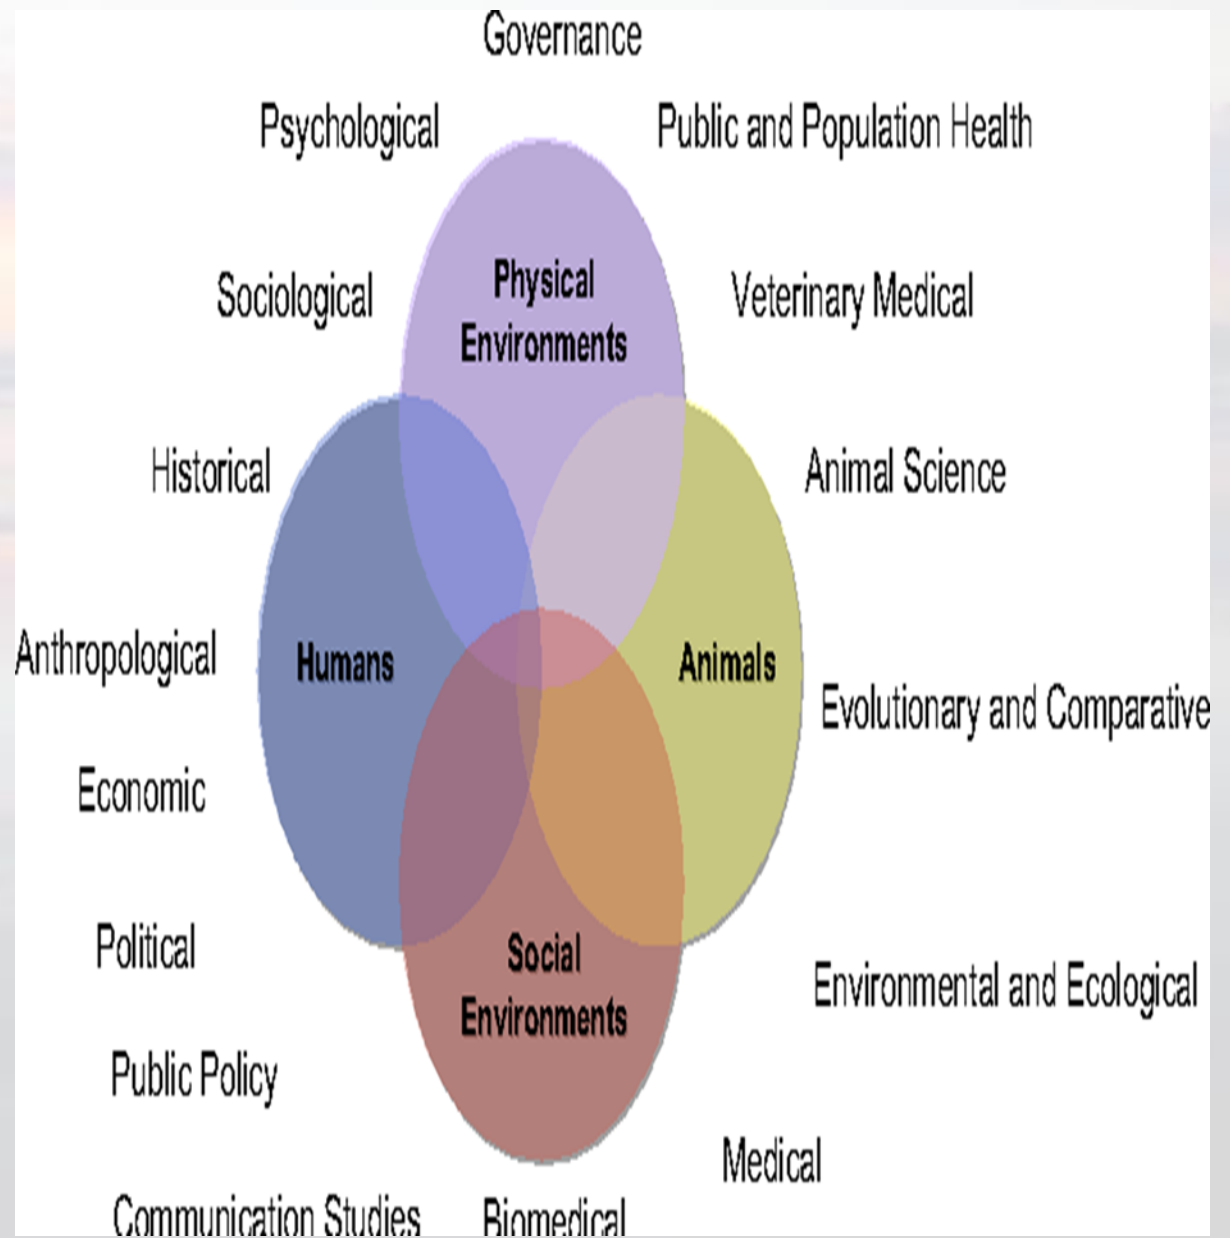 Governance
Psychological
Public and Population Health
Sociological
Physical
Environments
Veterinary Medical
Historical
Animal Science
Anthropological
Humans
Animals
Evolutionary and Comparative
Economic
Political
Social
Environments
Environmental and Ecological
Public Policy
Medical
Communication Studies
Biomedical